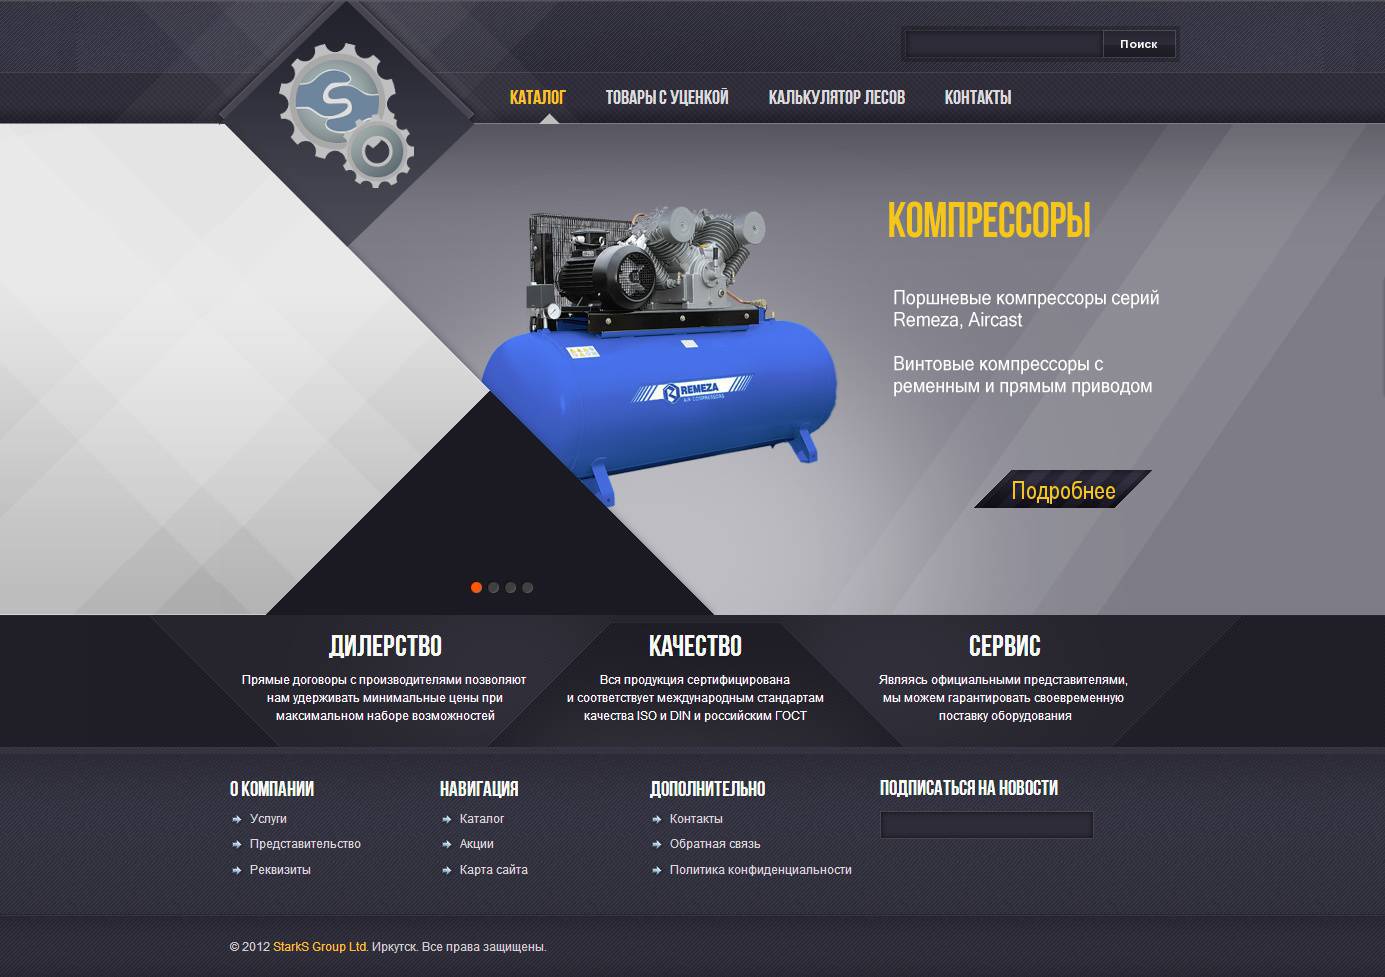 Поиск
КАТАЛОГ
ТОВАРЫ С УЦЕНКОЙ
КАЛЬКУЛЯТОР ЛЕСОВ
КОНТАКТЫ
S
КОМПРЕССОРЫ
Поршневые компрессоры серий
Remeza, Aircast
Винтовые компрессоры с
ременным и прямым приводом
REMEZA
AIR COMPRESSORS
Подробнее
ДИЛЕРСТВО
Прямые договоры с производителями позволяют
нам удерживать минимальные цены при
максимальном наборе возможностей
КАЧЕСТВО
Вся продукция сертифицирована
и соответствует международным стандартам
качества ISO и DIN и российским ГОСТ
СЕРВИС
Являясь официальными представителями,
мы можем гарантировать своевременную
поставку оборудования
О КОМПАНИИ
Услуги
Представительство
Реквизиты
НАВИГАЦИЯ
Каталог
Акции
Карта сайта
ДОПОЛНИТЕЛЬНО
Контакты
Обратная связь
Политика конфиденциальности
ПОДПИСАТЬСЯ НА НОВОСТИ
© 2012 StarkS Group Ltd. Иркутск. Все права защищены.